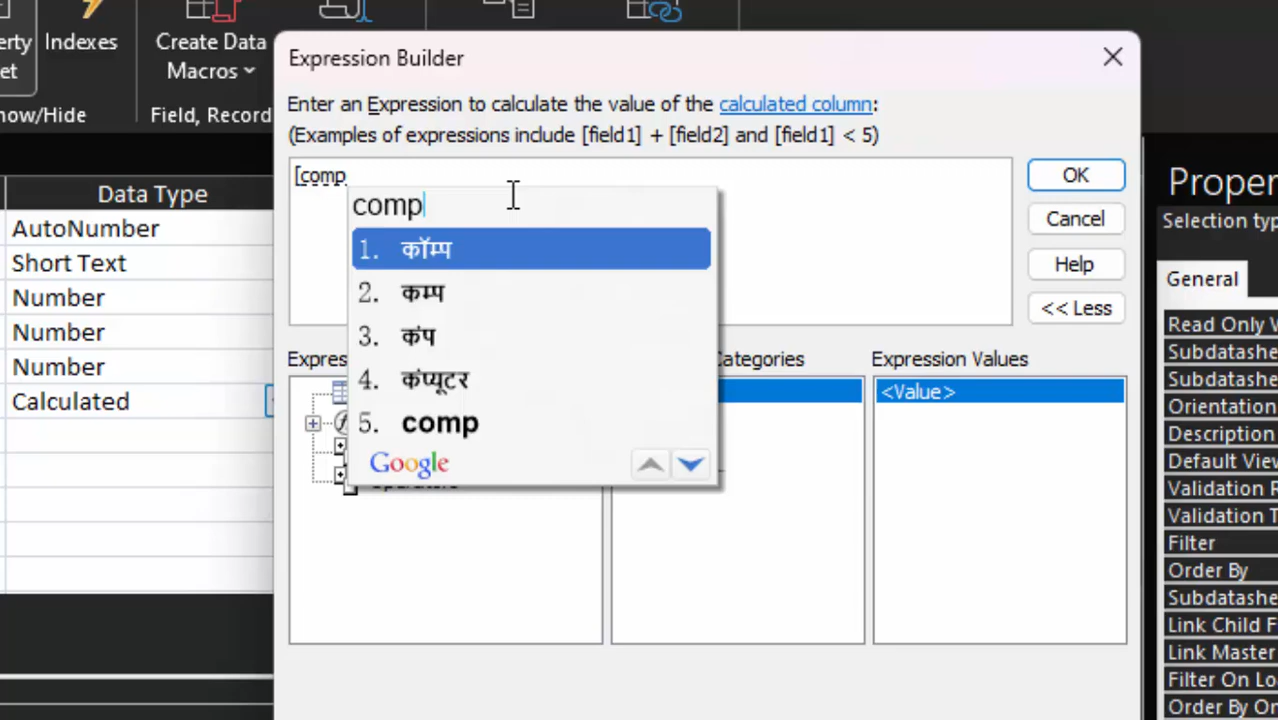 erty
et
Indexes
Create Data
Macros
how/Hide
Field, Record
Expression Builder
Enter an Expression to calculate the value of the calculated column:
(Examples of expressions include [field1] + [field2] and [field1] < 5)
[comp
comp
1. कॉम्प
2. कम्प
3. कंप
4. कंप्यूटर
5. comp
Google
OK
Cancel
Help
<< Less
Expres
Categories
Expression Values
<Value>
Data Type
AutoNumber
Short Text
Number
Number
Number
Calculated
Proper
Selection typ
General
Read Only V
Subdatashe
Subdatashe
Orientation
Description
Default View
Validation R
Validation T
Filter
Order By
Subdatashe
Link Child F
Link Master
Filter On Lo
Order By On